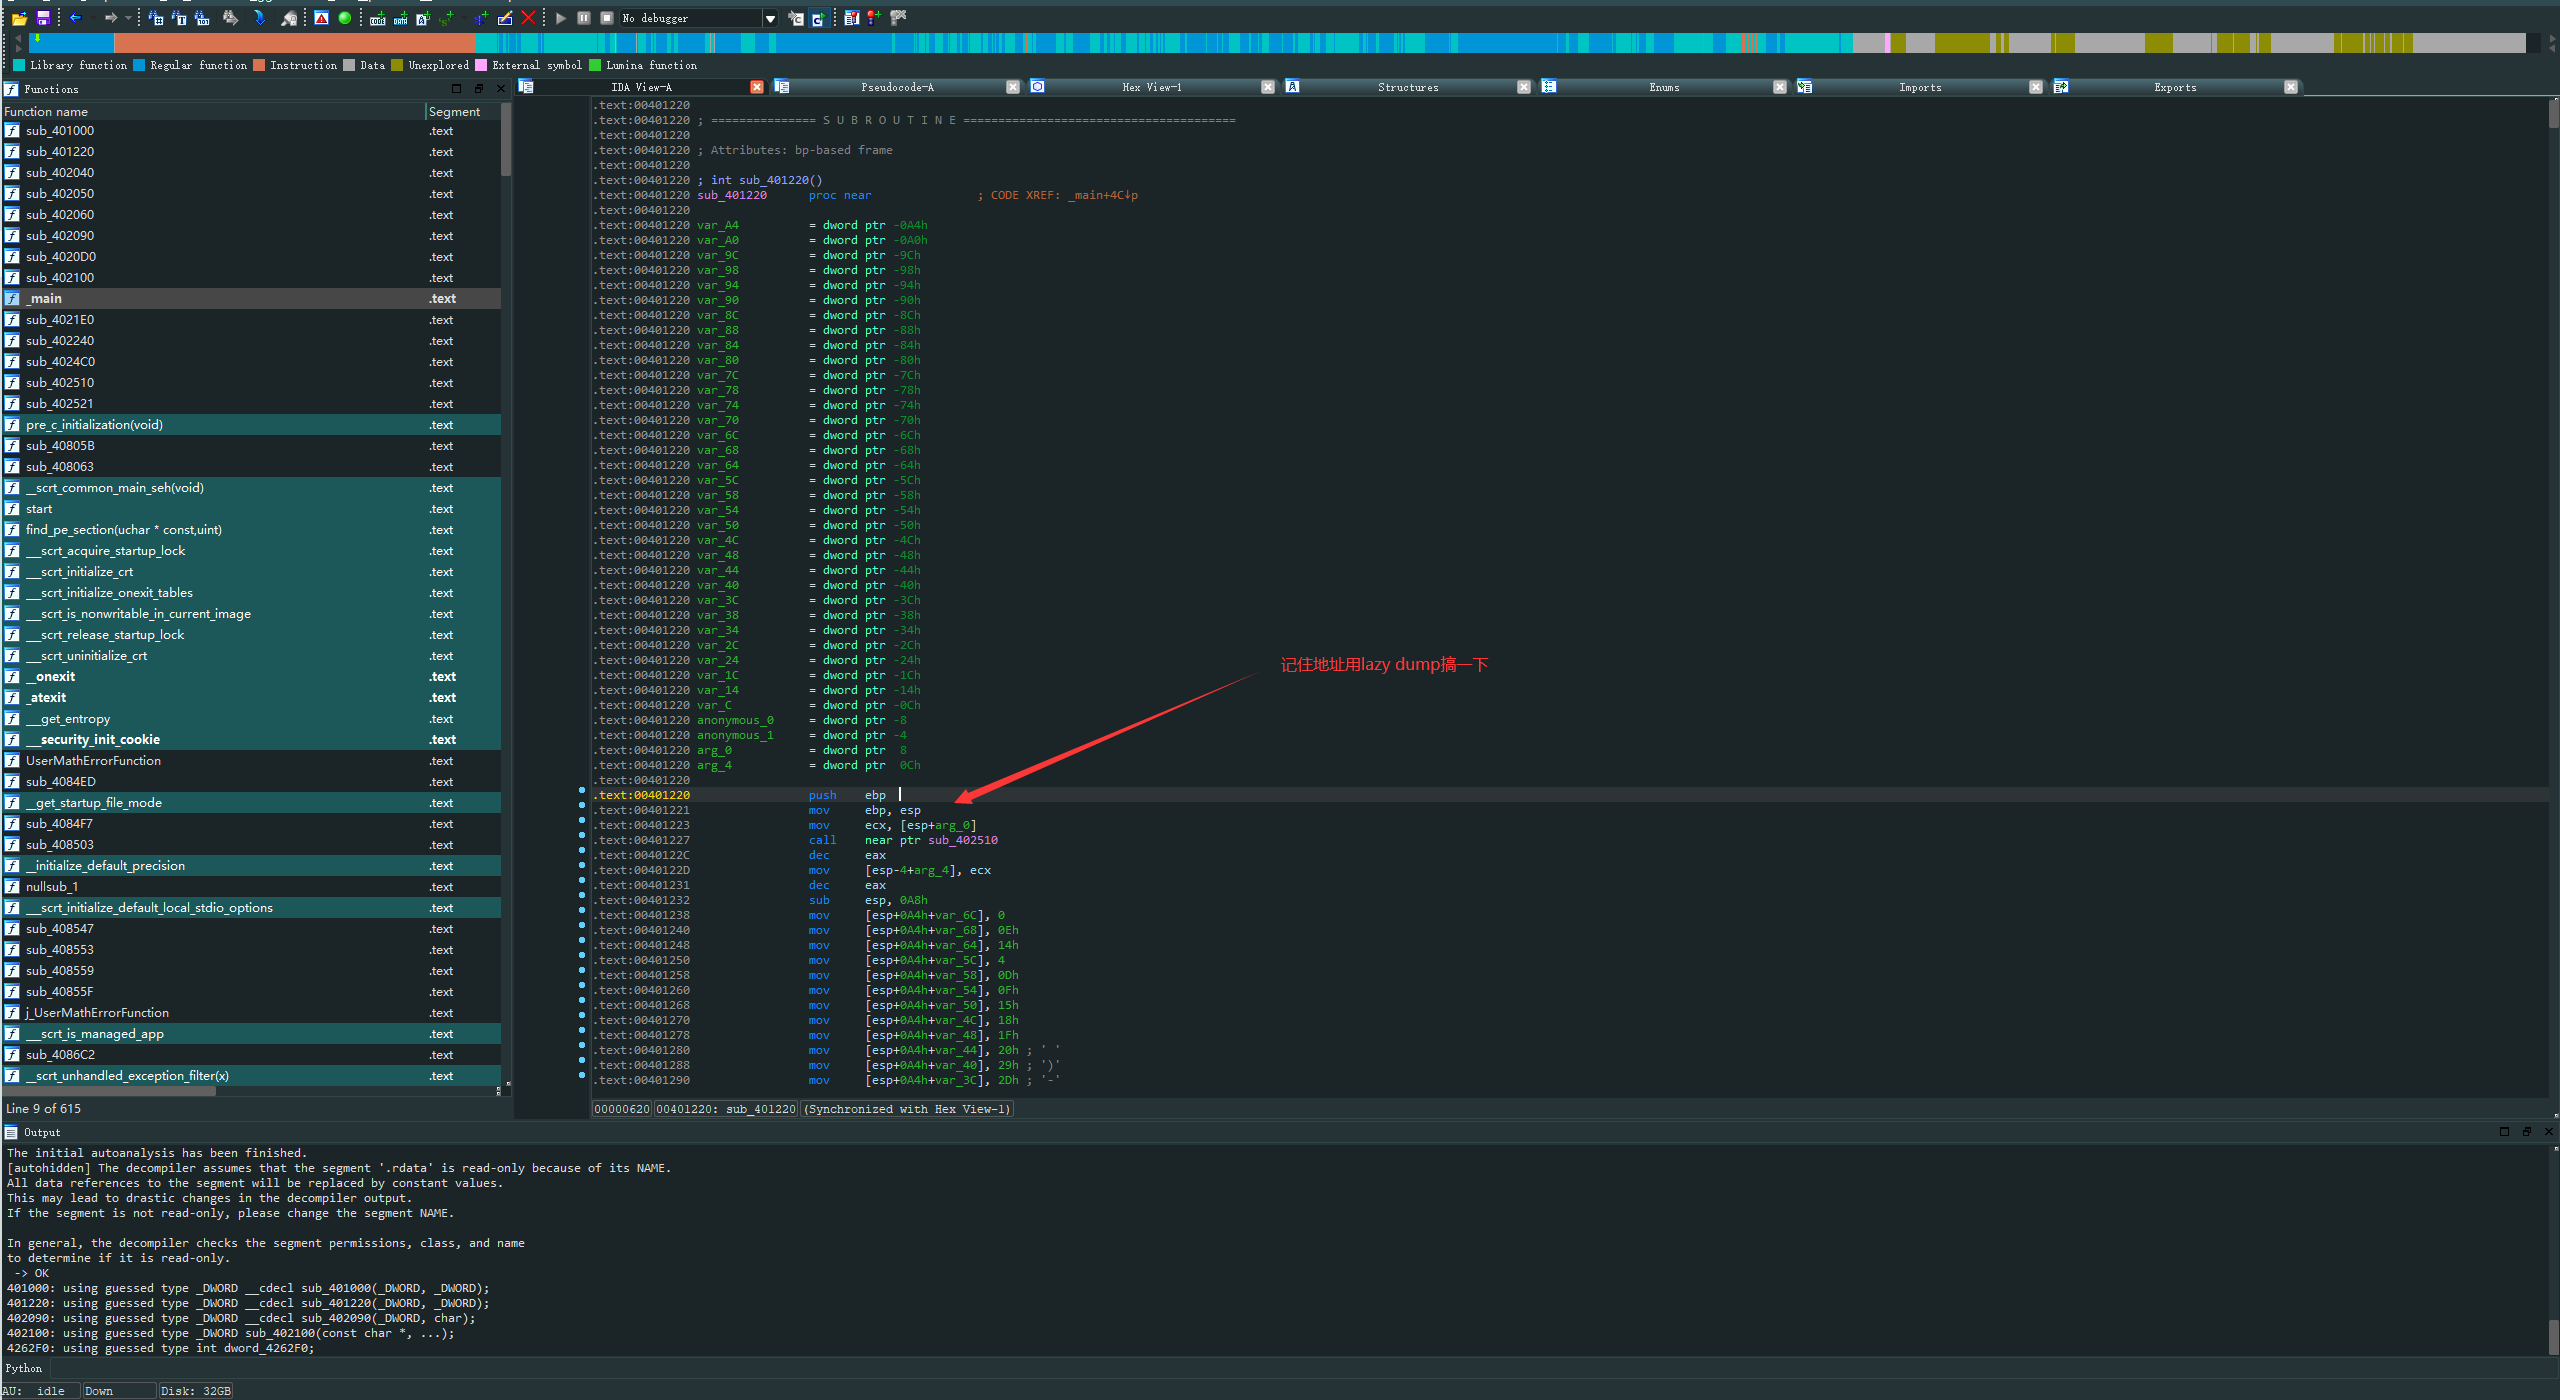 No debugger
Library function Regular function Instruction Data Unexplored External symbol Lumina function
Functions
Function name Segment
sub_401000 .text
sub_401220 .text
sub_402040 .text
sub_402050 .text
sub_402060 .text
sub_402090 .text
sub_4020D0 .text
sub_402100 .text
_main .text
sub_4021E0 .text
sub_402240 .text
sub_4024C0 .text
sub_402510 .text
sub_402521 .text
pre_c_initialization(void) .text
sub_40805B .text
sub_408063 .text
__scrt_common_main_seh(void) .text
start .text
find_pe_section(uchar * const,uint) .text
___scrt_acquire_startup_lock .text
___scrt_initialize_crt .text
___scrt_initialize_onexit_tables .text
___scrt_is_nonwritable_in_current_image .text
___scrt_release_startup_lock .text
___scrt_uninitialize_crt .text
__onexit .text
_atexit .text
___get_entropy .text
___security_init_cookie .text
UserMathErrorFunction .text
sub_4084ED .text
__get_startup_file_mode .text
sub_4084F7 .text
sub_408503 .text
__initialize_default_precision .text
nullsub_1 .text
___scrt_initialize_default_local_stdio_options .text
sub_408547 .text
sub_408553 .text
sub_408559 .text
sub_40855F .text
j_UserMathErrorFunction .text
___scrt_is_managed_app .text
sub_4086C2 .text
__scrt_unhandled_exception_filter(x) .text
Line 9 of 615
IDA View-A Pseudocode-A Hex View-1 Structures Enums Imports Exports
.text:00401220
.text:00401220 ; =============== S U B R O U T I N E =======================================
.text:00401220
.text:00401220 ; Attributes: bp-based frame
.text:00401220
.text:00401220 ; int sub_401220()
.text:00401220 sub_401220 proc near ; CODE XREF: _main+4C↓p
.text:00401220
.text:00401220 var_A4 = dword ptr -0A4h
.text:00401220 var_A0 = dword ptr -0A0h
.text:00401220 var_9C = dword ptr -9Ch
.text:00401220 var_98 = dword ptr -98h
.text:00401220 var_94 = dword ptr -94h
.text:00401220 var_90 = dword ptr -90h
.text:00401220 var_8C = dword ptr -8Ch
.text:00401220 var_88 = dword ptr -88h
.text:00401220 var_84 = dword ptr -84h
.text:00401220 var_80 = dword ptr -80h
.text:00401220 var_7C = dword ptr -7Ch
.text:00401220 var_78 = dword ptr -78h
.text:00401220 var_74 = dword ptr -74h
.text:00401220 var_70 = dword ptr -70h
.text:00401220 var_6C = dword ptr -6Ch
.text:00401220 var_68 = dword ptr -68h
.text:00401220 var_64 = dword ptr -64h
.text:00401220 var_5C = dword ptr -5Ch
.text:00401220 var_58 = dword ptr -58h
.text:00401220 var_54 = dword ptr -54h
.text:00401220 var_50 = dword ptr -50h
.text:00401220 var_4C = dword ptr -4Ch
.text:00401220 var_48 = dword ptr -48h
.text:00401220 var_44 = dword ptr -44h
.text:00401220 var_40 = dword ptr -40h
.text:00401220 var_3C = dword ptr -3Ch
.text:00401220 var_38 = dword ptr -38h
.text:00401220 var_34 = dword ptr -34h
.text:00401220 var_2C = dword ptr -2Ch
.text:00401220 var_24 = dword ptr -24h
.text:00401220 var_1C = dword ptr -1Ch
.text:00401220 var_14 = dword ptr -14h
.text:00401220 var_C = dword ptr -0Ch
.text:00401220 anonymous_0 = dword ptr -8
.text:00401220 anonymous_1 = dword ptr -4
.text:00401220 arg_0 = dword ptr 8
.text:00401220 arg_4 = dword ptr 0Ch
.text:00401220
.text:00401220 push ebp
.text:00401221 mov ebp, esp
.text:00401223 mov ecx, [esp+arg_0]
.text:00401227 call near ptr sub_402510
.text:0040122C dec eax
.text:0040122D mov [esp-4+arg_4], ecx
.text:00401231 dec eax
.text:00401232 sub esp, 0A8h
.text:00401238 mov [esp+0A4h+var_6C], 0
.text:00401240 mov [esp+0A4h+var_68], 0Eh
.text:00401248 mov [esp+0A4h+var_64], 14h
.text:00401250 mov [esp+0A4h+var_5C], 4
.text:00401258 mov [esp+0A4h+var_58], 0Dh
.text:00401260 mov [esp+0A4h+var_54], 0Fh
.text:00401268 mov [esp+0A4h+var_50], 15h
.text:00401270 mov [esp+0A4h+var_4C], 18h
.text:00401278 mov [esp+0A4h+var_48], 1Fh
.text:00401280 mov [esp+0A4h+var_44], 20h ; ' '
.text:00401288 mov [esp+0A4h+var_40], 29h ; ')'
.text:00401290 mov [esp+0A4h+var_3C], 2Dh ; '-'
记住地址用lazy dump搞一下
00000620 00401220: sub_401220 (Synchronized with Hex View-1)
Output
The initial autoanalysis has been finished.
[autohidden] The decompiler assumes that the segment '.rdata' is read-only because of its NAME.
All data references to the segment will be replaced by constant values.
This may lead to drastic changes in the decompiler output.
If the segment is not read-only, please change the segment NAME.
In general, the decompiler checks the segment permissions, class, and name
to determine if it is read-only.
-> OK
401000: using guessed type _DWORD __cdecl sub_401000(_DWORD, _DWORD);
401220: using guessed type _DWORD __cdecl sub_401220(_DWORD, _DWORD);
402090: using guessed type _DWORD __cdecl sub_402090(_DWORD, char);
402100: using guessed type _DWORD sub_402100(const char *, ...);
4262F0: using guessed type int dword_4262F0;
Python
AU: idle Down Disk: 32GB